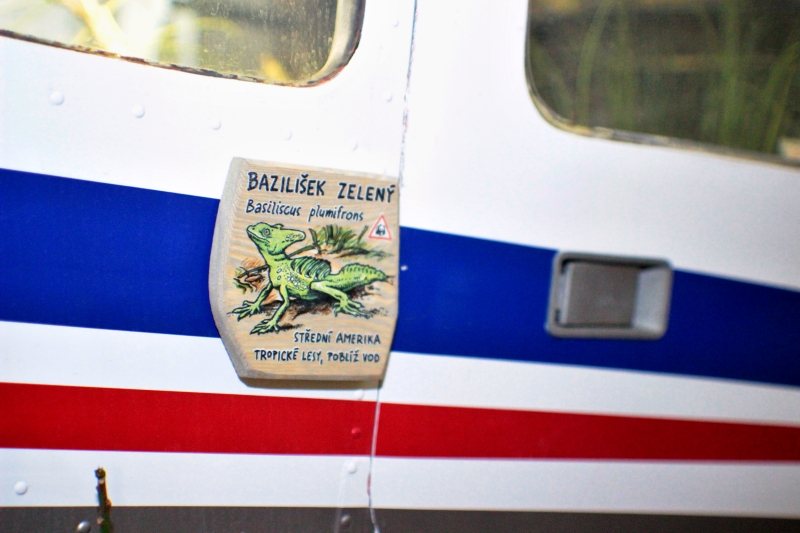 BAZILIŠEK ZELENÝ
Basiliscus plumifrons
STŘEDNÍ AMERIKA
TROPICKÉ LESY, POBLÍŽ VOD